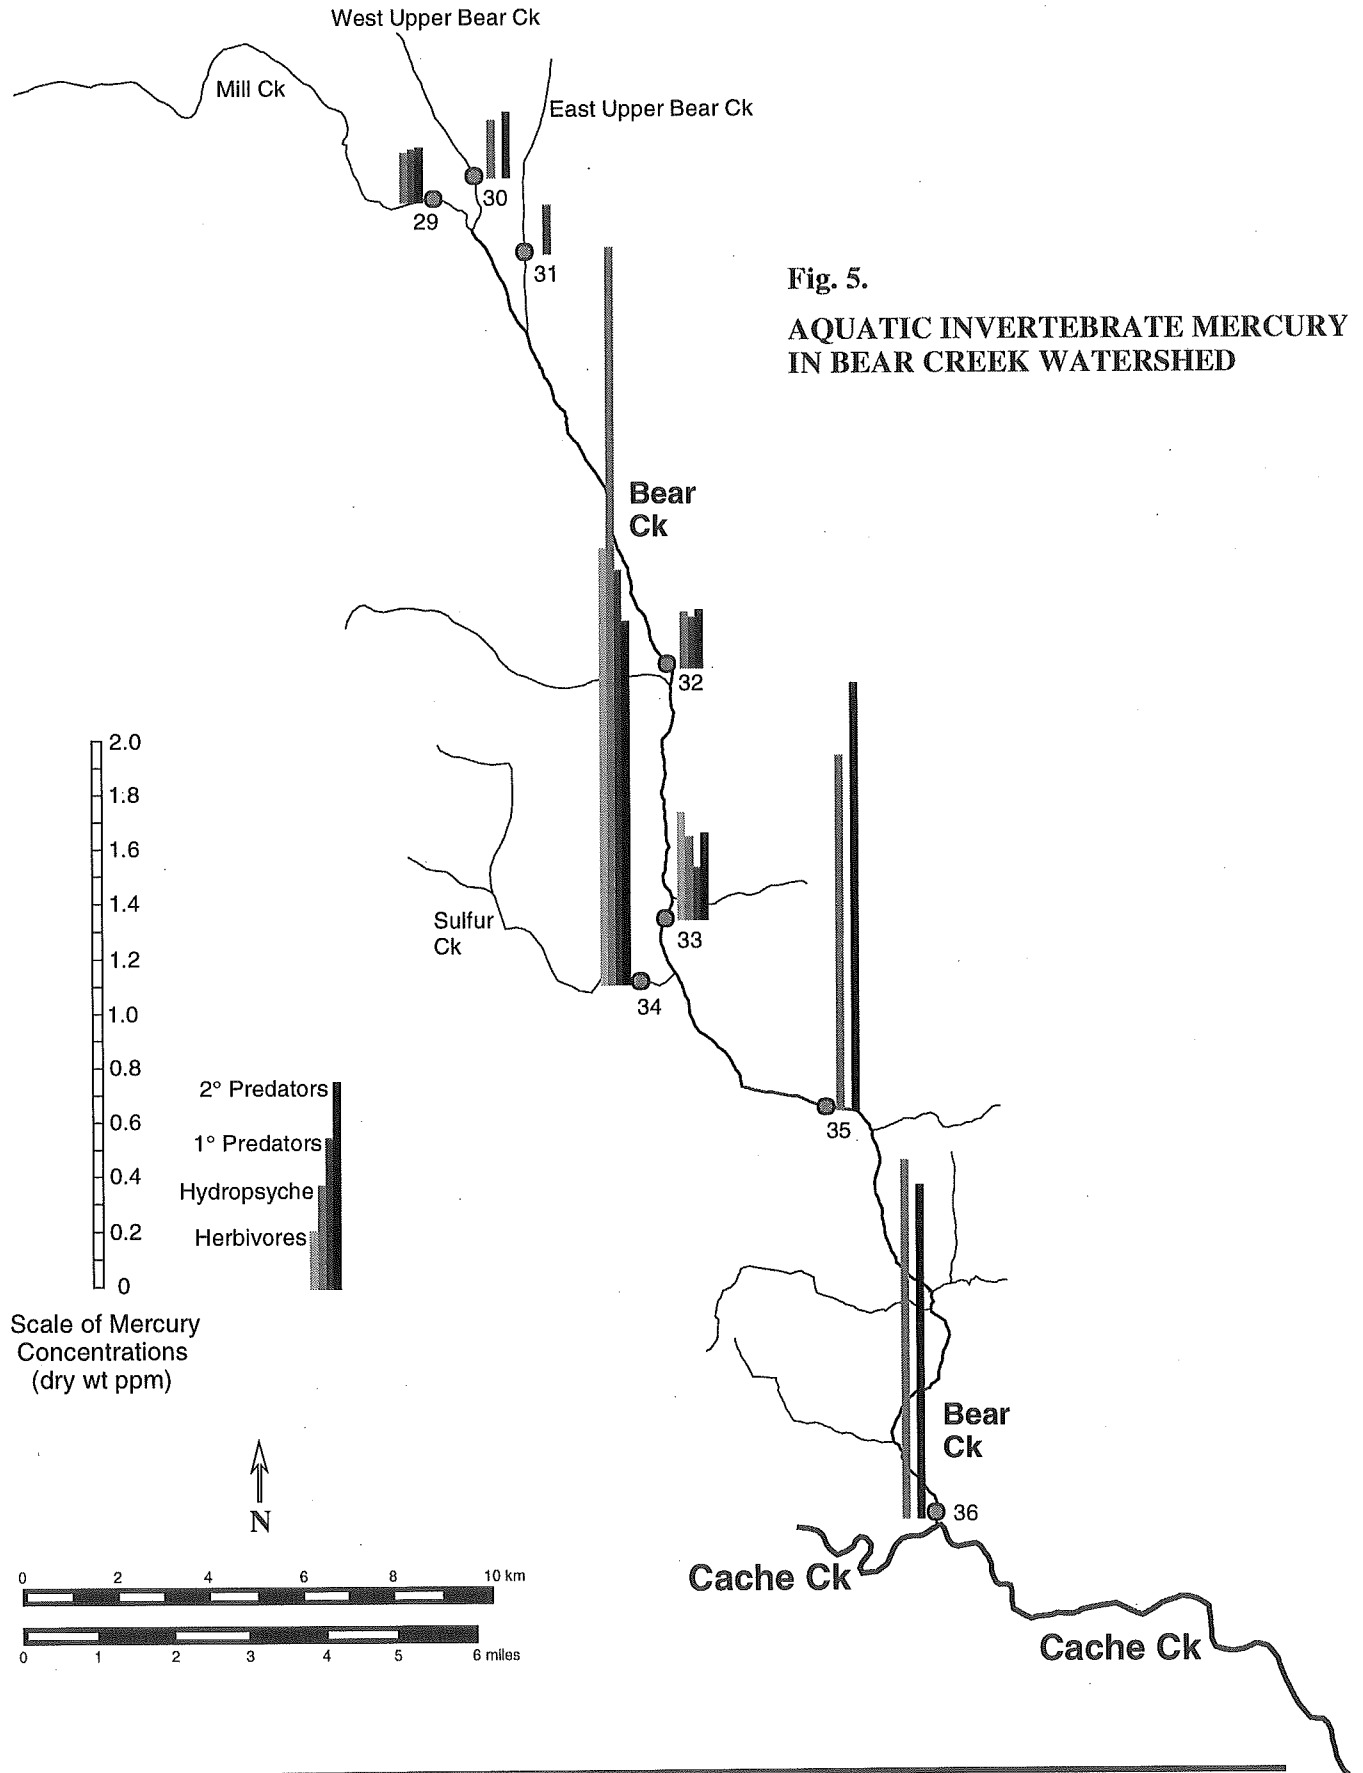 West Upper Bear Ck
Mill Ck
East Upper Bear Ck
30
29
31
Fig. 5.
AQUATIC INVERTEBRATE MERCURY
IN BEAR CREEK WATERSHED
Bear
Ck
32
2.0
1.8
1.6
1.4
1.2
1.0
0.8
0.6
0.4
0.2
0
Scale of Mercury
Concentrations
(dry wt ppm)
Sulfur
Ck
33
34
2° Predators
1° Predators
Hydropsyche
Herbivores
35
Bear
Ck
36
N
Cache Ck
Cache Ck
0 2 4 6 8 10 km
0 1 2 3 4 5 6 miles